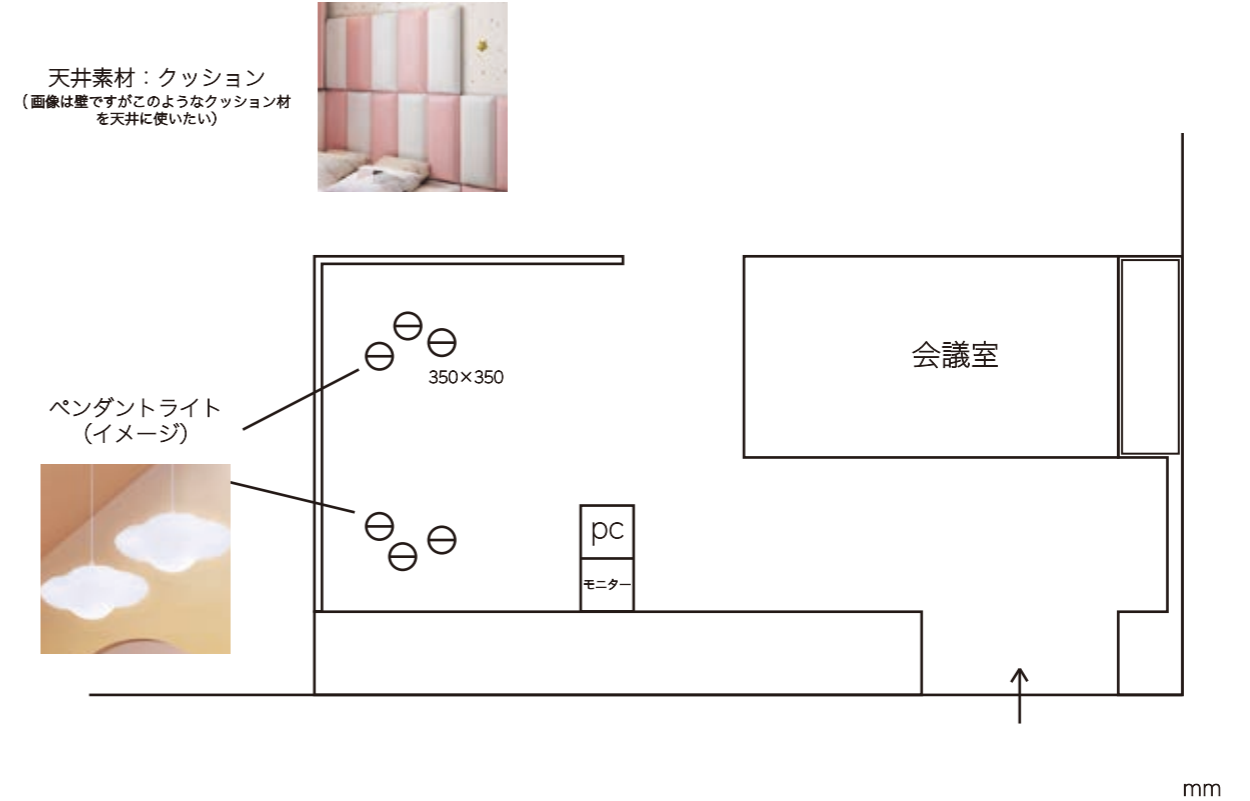 天井素材：クッション
（画像は壁ですがこのようなクッション材
を天井に使いたい）
会議室
350×350
ペンダントライト
（イメージ）
pc
モニター
mm